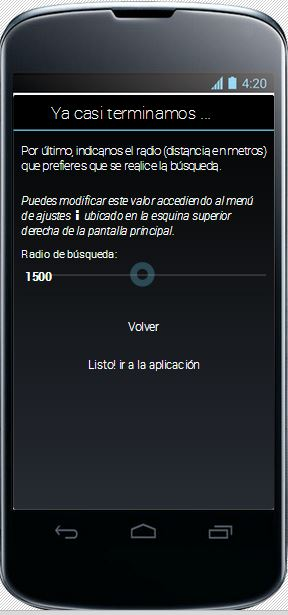 4:20
Ya casi terminamos ...
Por último, indicanos el radio (distancia en metros)
que prefieres que se realice la búsqueda.
Puedes modificar este valor accediendo al menú
de ajustes ubicado en la esquina superior
derecha de la pantalla principal.
Radio de búsqueda:
1500
Volver
Listo! ir a la aplicación